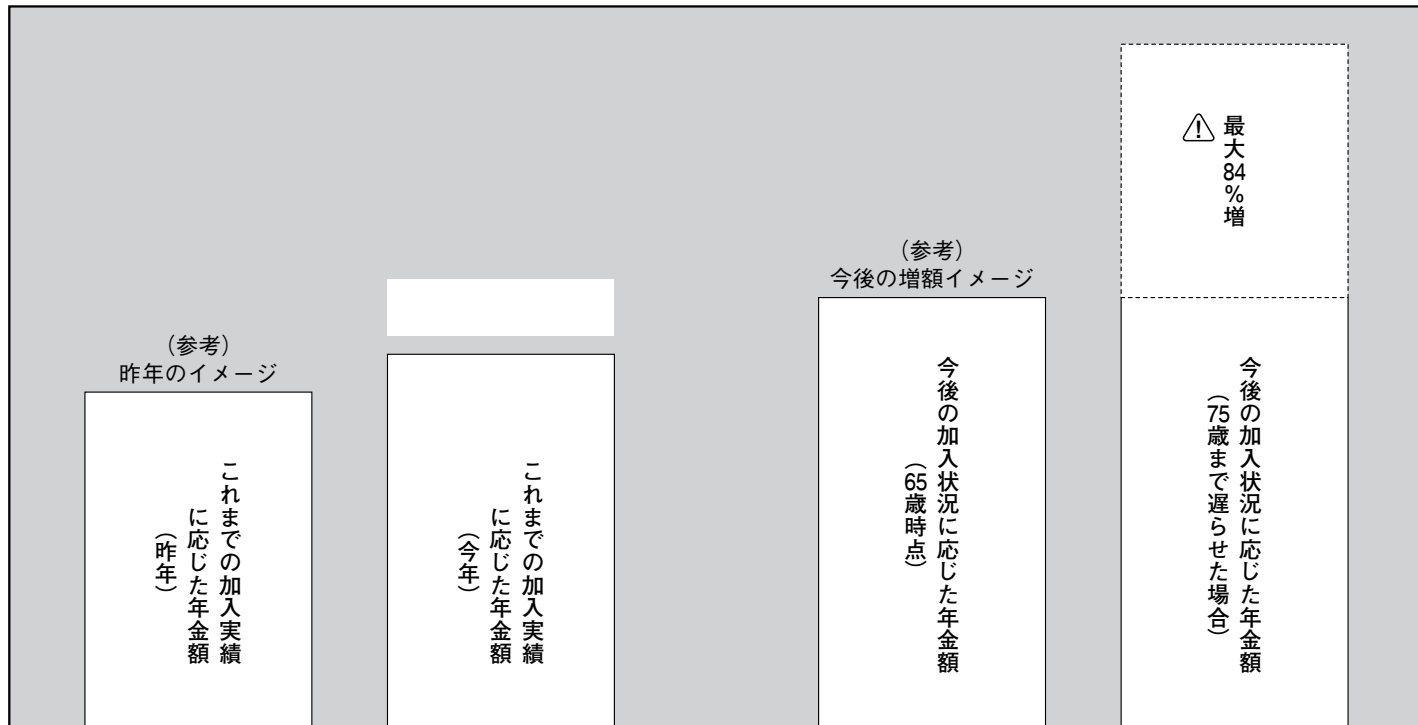 （参考）
昨年のイメージ
これまでの加入実績
に応じた年金額
（昨年）
これまでの加入実績
に応じた年金額
（今年）
（参考）
今後の増額イメージ
今後の加入状況に応じた年金額
（65歳時点）
最大84％増
今後の加入状況に応じた年金額
（75歳まで遅らせた場合）